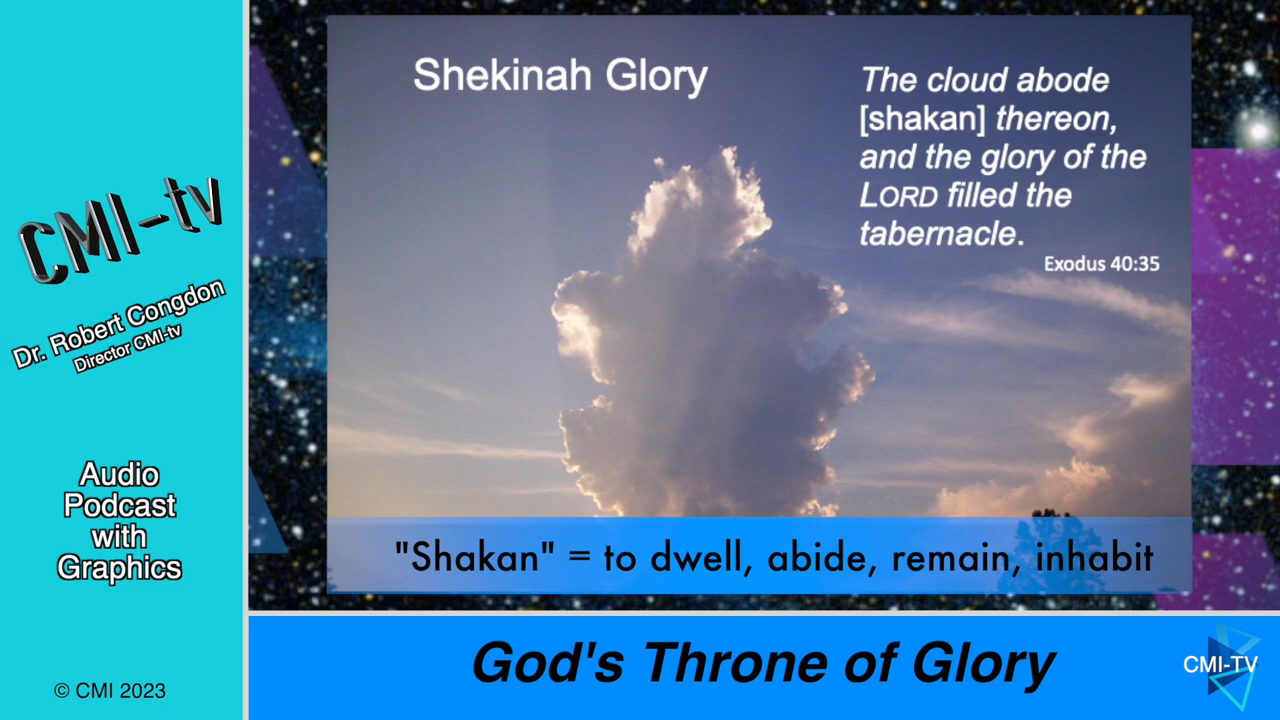 CMI-tv
Dr. Robert Congdon
Director CMI-tv
Audio
Podcast
with
Graphics
© CMI 2023
Shekinah Glory
The cloud abode
[shakan] thereon,
and the glory of the
LORD filled the
tabernacle.
Exodus 40:35
"Shakan" = to dwell, abide, remain, inhabit
God's Throne of Glory
CMI-TV